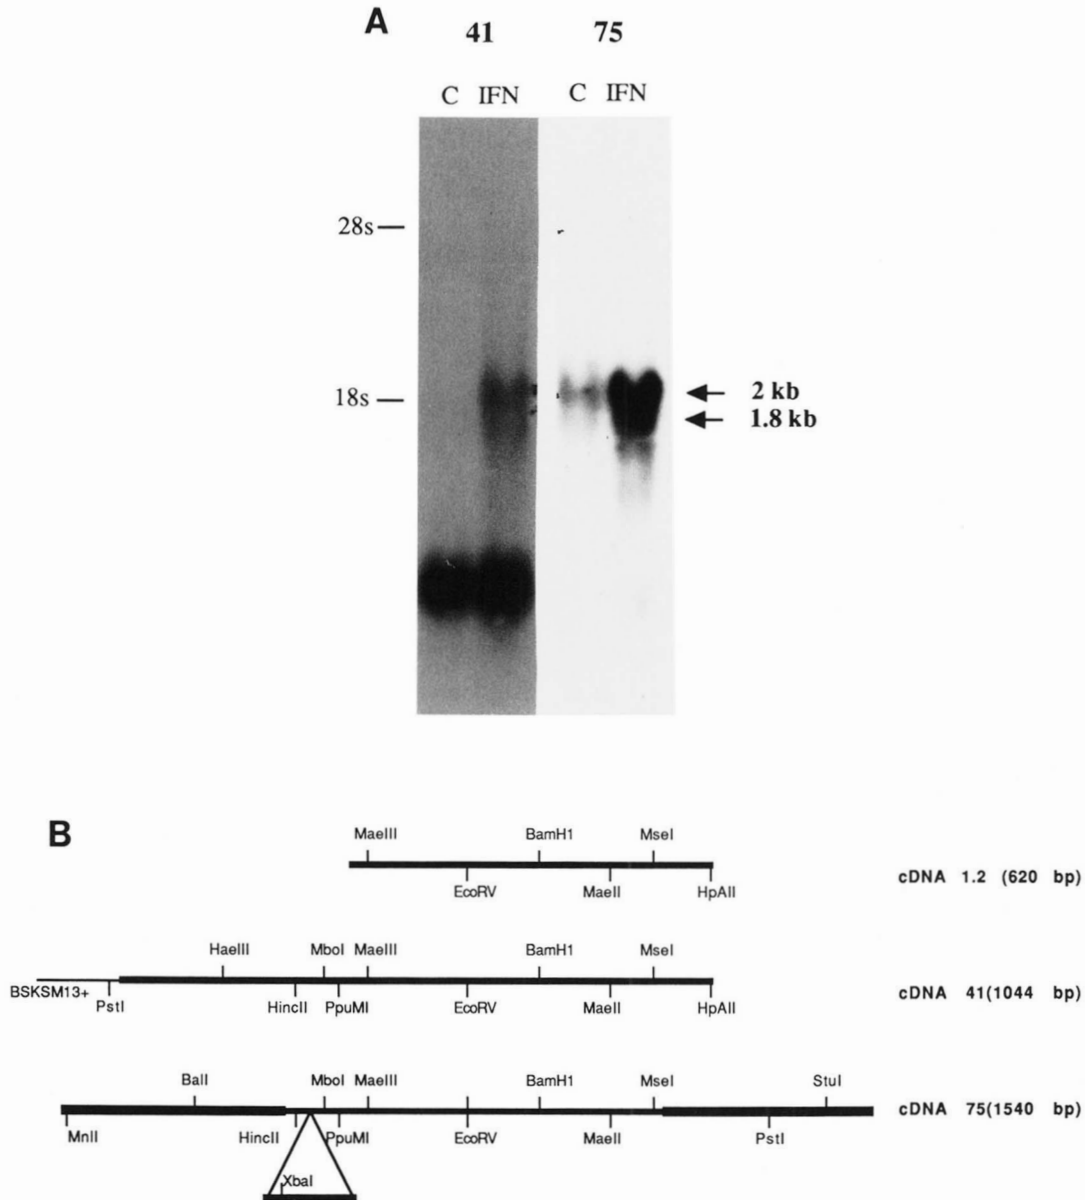 A
41 75
C IFN C IFN
28s
18s
2 kb
1.8 kb
B
MaeIII BamH1 MseI
EcoRV MaeII HpAII
cDNA 1.2 (620 bp)
HaeIII MboI MaeIII BamH1 MseI
BSKSM13+ PstI HincII PpuMI EcoRV MaeII HpAII
cDNA 41(1044 bp)
BalI MboI MaeIII BamH1 MseI StuI
MnlI HincII PpuMI EcoRV MaeII PstI
cDNA 75(1540 bp)
XbaI